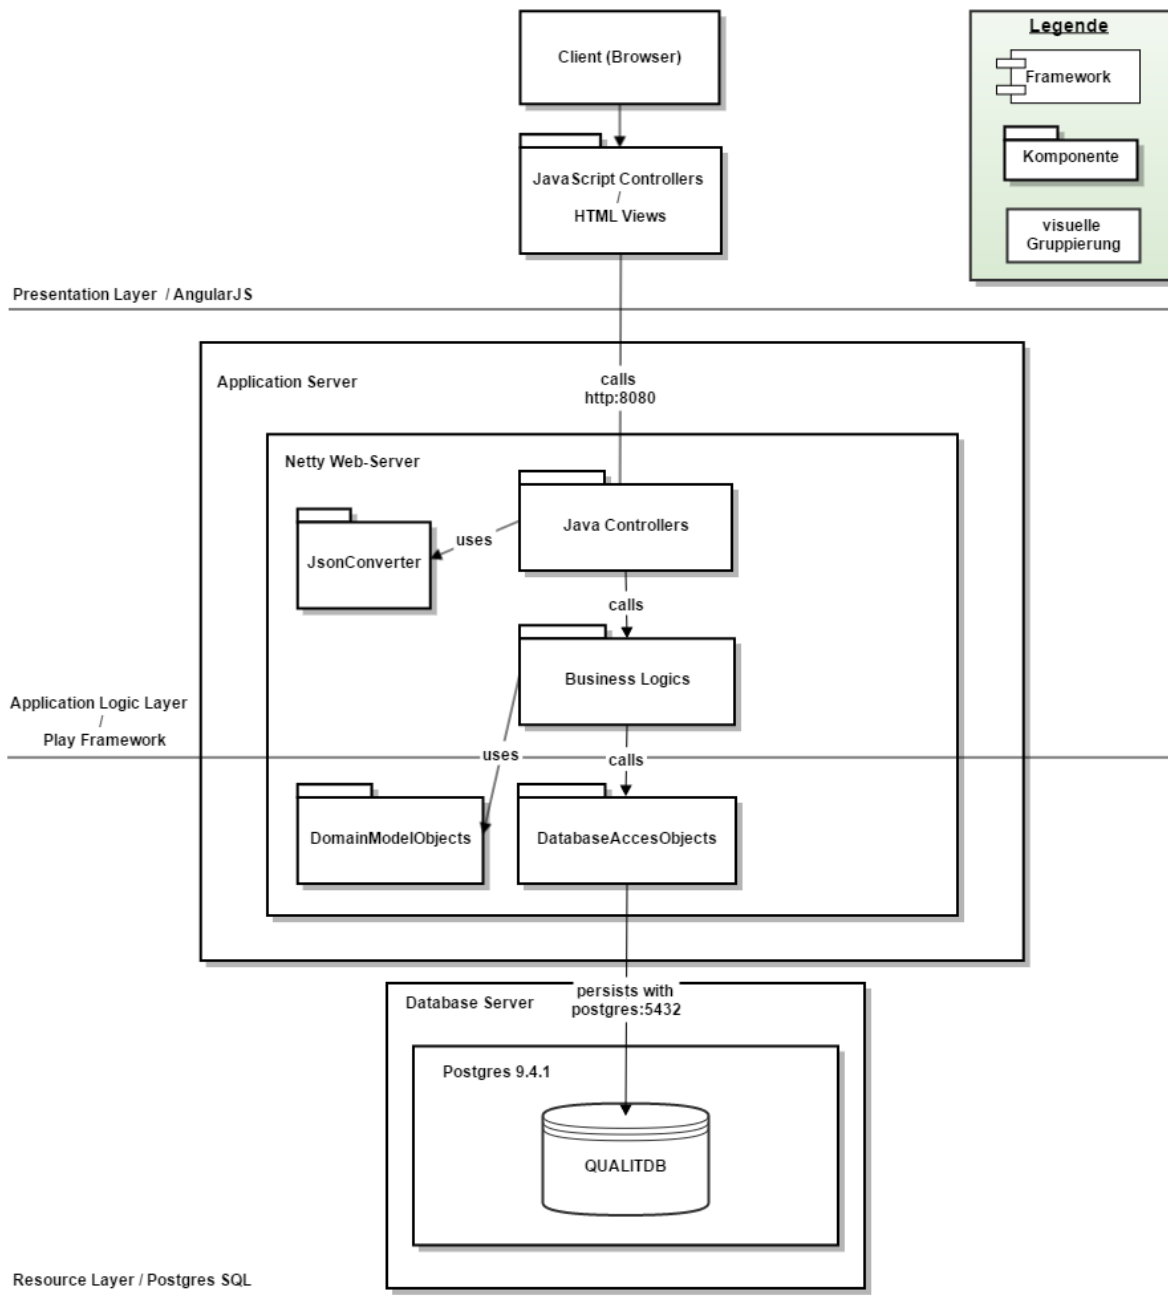 Client (Browser)
JavaScript Controllers
/
HTML Views
Legende
Framework
Komponente
visuelle
Gruppierung
Presentation Layer / AngularJS
Application Server
calls
http:8080
Netty Web-Server
Java Controllers
uses
JsonConverter
calls
Business Logics
Application Logic Layer
/
Play Framework
uses
calls
DomainModelObjects
DatabaseAccesObjects
persists with
postgres:5432
Database Server
Postgres 9.4.1
QUALITDB
Resource Layer / Postgres SQL